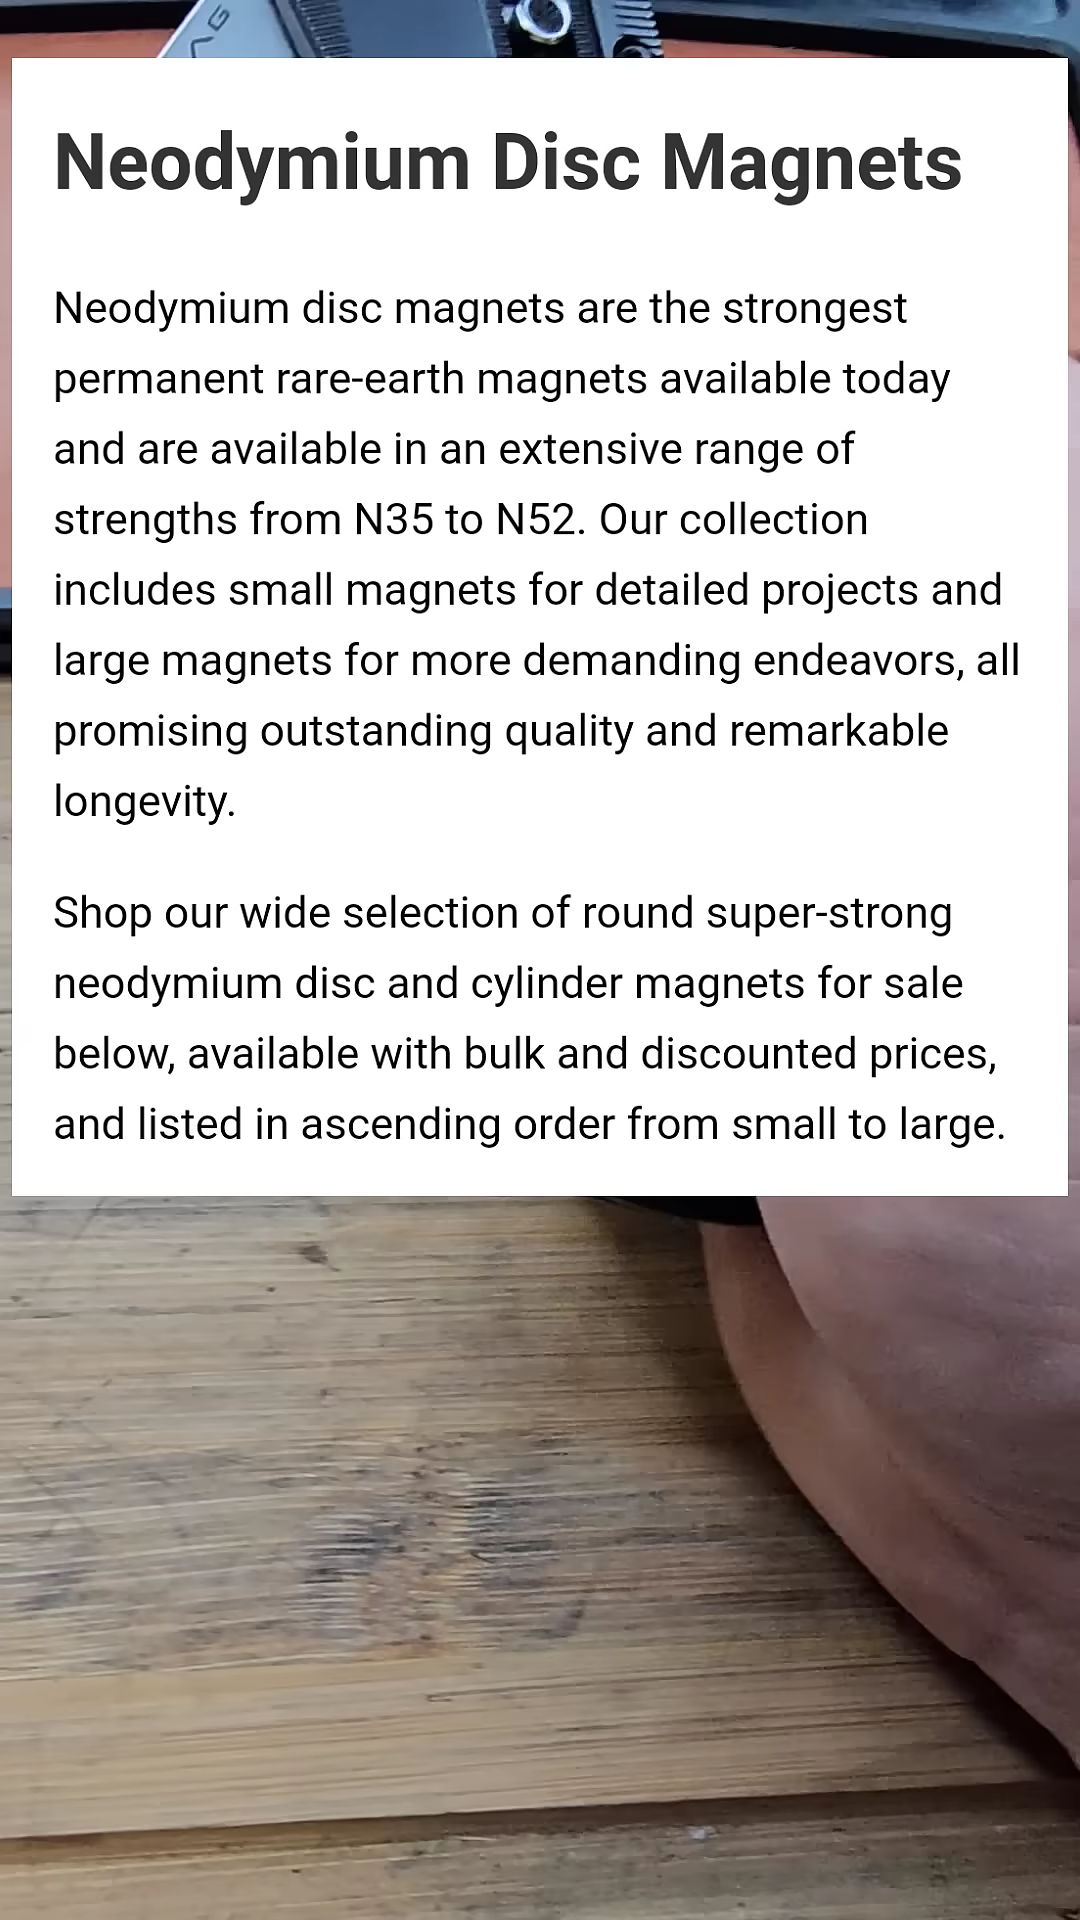 Neodymium Disc Magnets
Neodymium disc magnets are the strongest
permanent rare-earth magnets available today
and are available in an extensive range of
strengths from N35 to N52. Our collection
includes small magnets for detailed projects and
large magnets for more demanding endeavors, all
promising outstanding quality and remarkable
longevity.
Shop our wide selection of round super-strong
neodymium disc and cylinder magnets for sale
below, available with bulk and discounted prices,
and listed in ascending order from small to large.